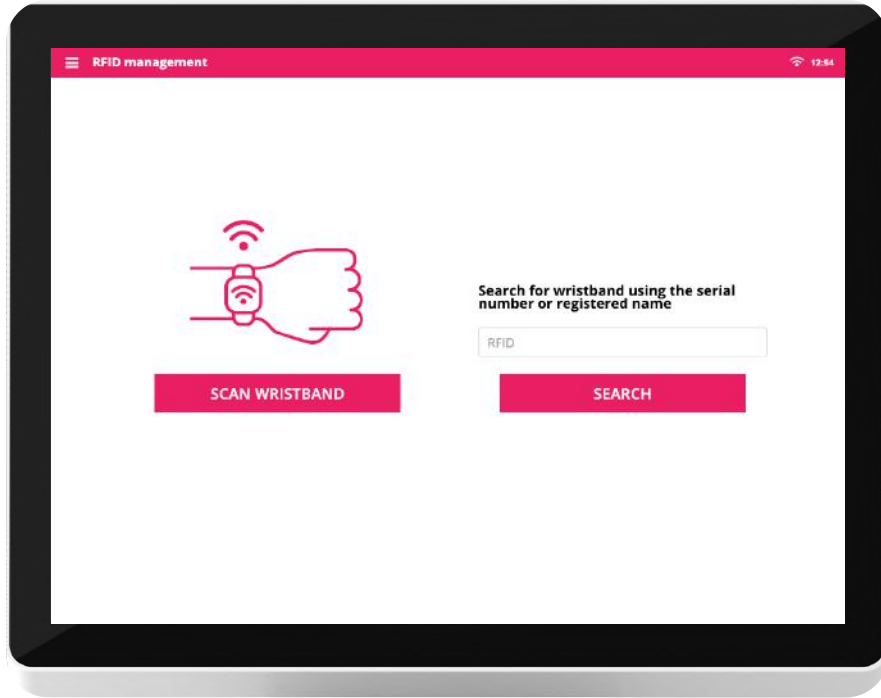 RFID management
12:54
Search for wristband using the serial
number or registered name
RFID
SCAN WRISTBAND
SEARCH